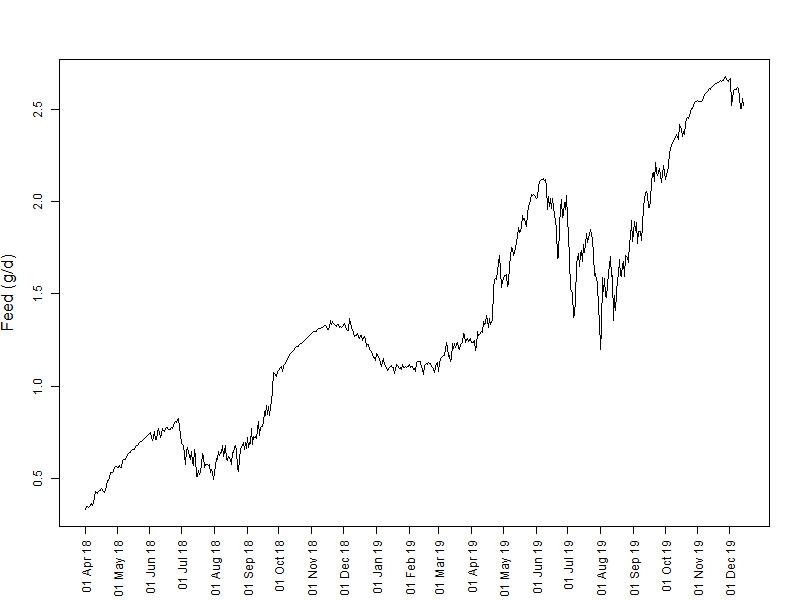 Feed (g/d)
2.5
2.0
1.5
1.0
0.5
01 Apr 18
01 May 18
01 Jun 18
01 Jul 18
01 Aug 18
01 Sep 18
01 Oct 18
01 Nov 18
01 Dec 18
01 Jan 19
01 Feb 19
01 Mar 19
01 Apr 19
01 May 19
01 Jun 19
01 Jul 19
01 Aug 19
01 Sep 19
01 Oct 19
01 Nov 19
01 Dec 19